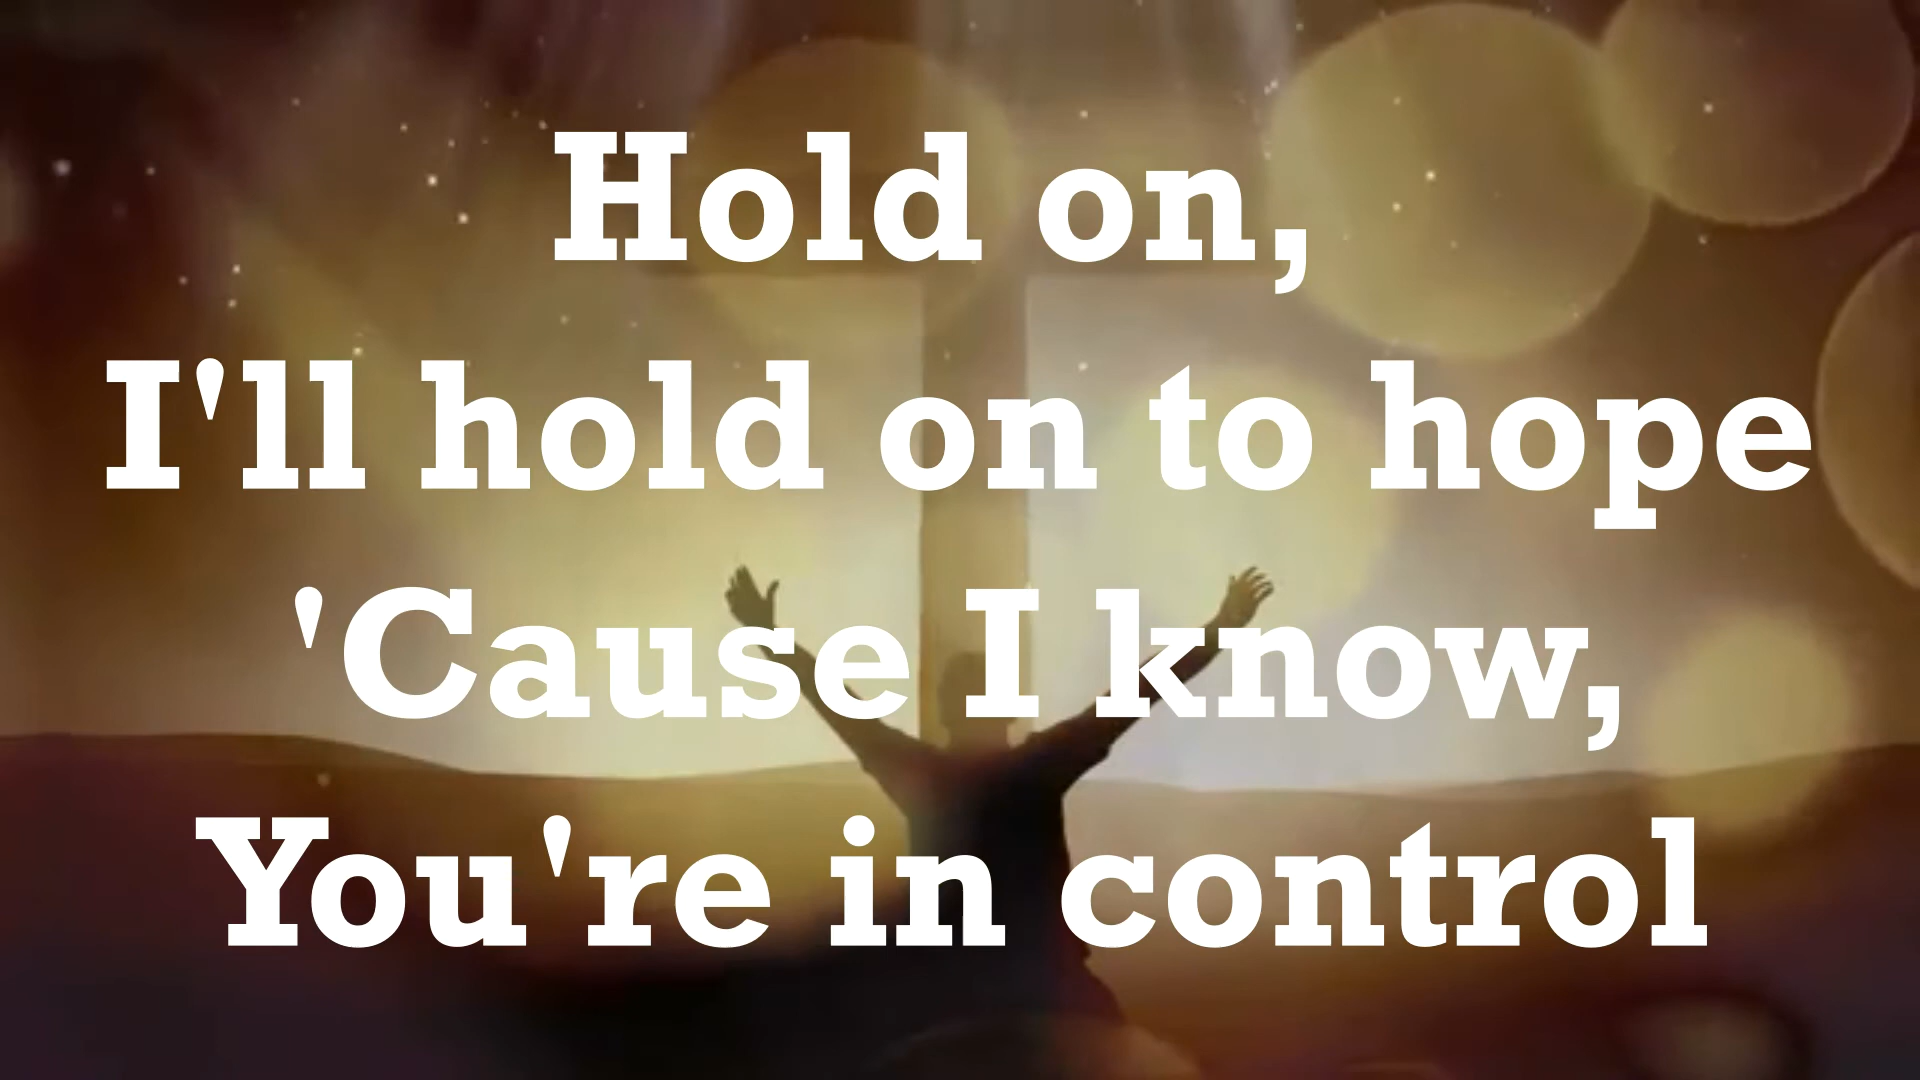 Hold on,
I'll hold on to hope
'Cause I know,
You're in control